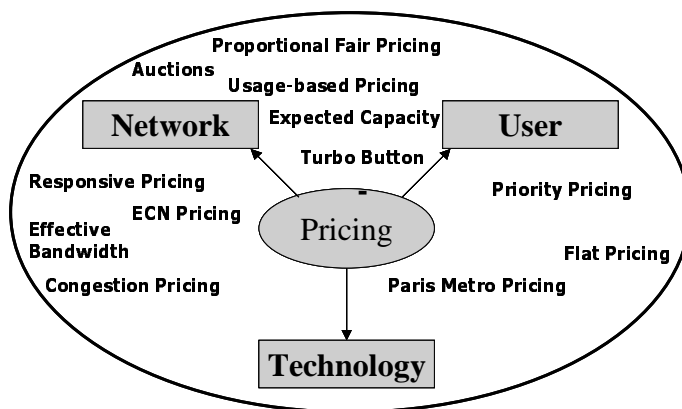 Proportional Fair Pricing
Auctions
Usage-based Pricing
Network
Expected Capacity
User
Turbo Button
Responsive Pricing
Priority Pricing
ECN Pricing
Effective
Bandwidth
Pricing
Flat Pricing
Congestion Pricing
Paris Metro Pricing
Technology